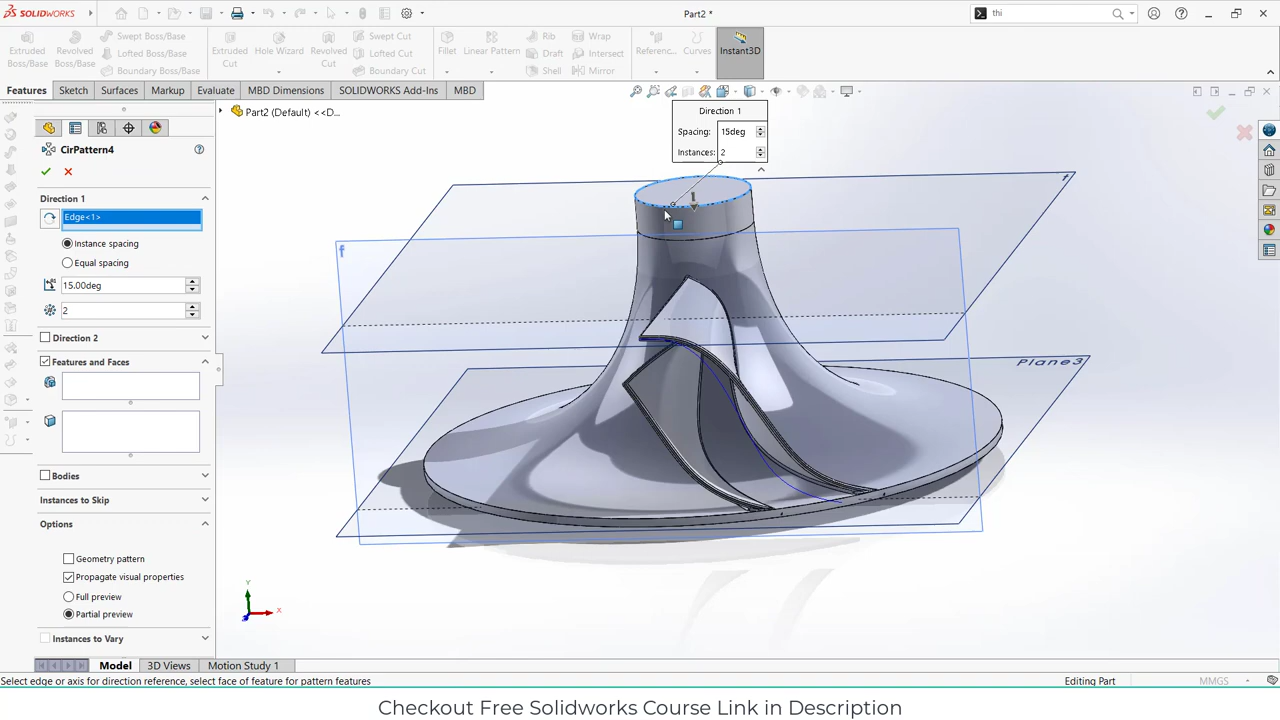 SOLIDWORKS
Part2 *
thi
Extruded Boss/Base
Revolved Boss/Base
Swept Boss/Base
Lofted Boss/Base
Boundary Boss/Base
Extruded Cut
Hole Wizard
Revolved Cut
Swept Cut
Lofted Cut
Boundary Cut
Fillet
Linear Pattern
Rib
Draft
Shell
Wrap
Intersect
Mirror
Referenc...
Curves
Instant3D
Features
Sketch
Surfaces
Markup
Evaluate
MBD Dimensions
SOLIDWORKS Add-Ins
MBD
Part2 (Default) <<D...
CirPattern4
Direction 1
Edge<1>
Instance spacing
Equal spacing
15.00deg
2
Direction 2
Features and Faces
Bodies
Instances to Skip
Options
Geometry pattern
Propagate visual properties
Full preview
Partial preview
Instances to Vary
Direction 1
Spacing: 15deg
Instances: 2
Plane3
Y
X
Model
3D Views
Motion Study 1
Select edge or axis for direction reference, select face of feature for pattern features
Editing Part
MMGS
Checkout Free Solidworks Course Link in Description